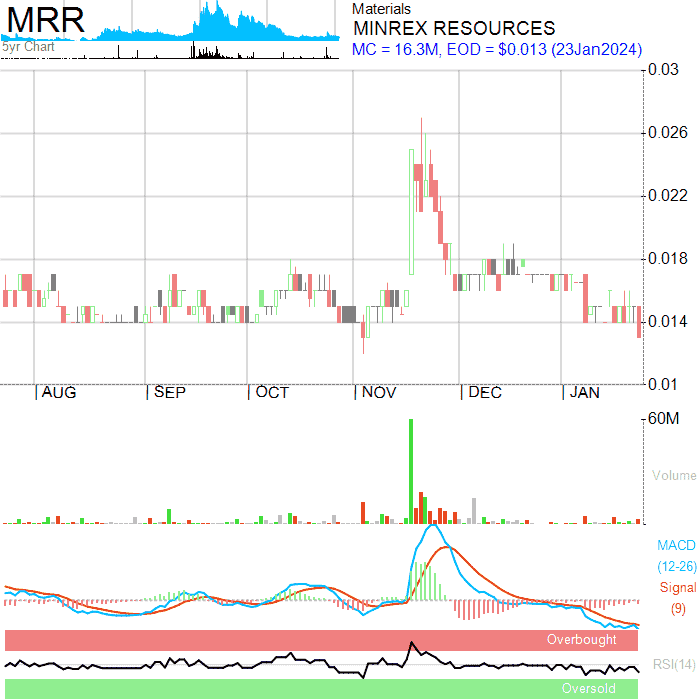 MRR
5yr Chart
Materials
MINREX RESOURCES
MC = 16.3M, EOD = $0.013 (23Jan2024)
0.03
0.026
0.022
0.018
0.014
0.01
AUG SEP OCT NOV DEC JAN
60M
Volume
MACD
(12-26)
Signal
(9)
Overbought
RSI(14)
Oversold